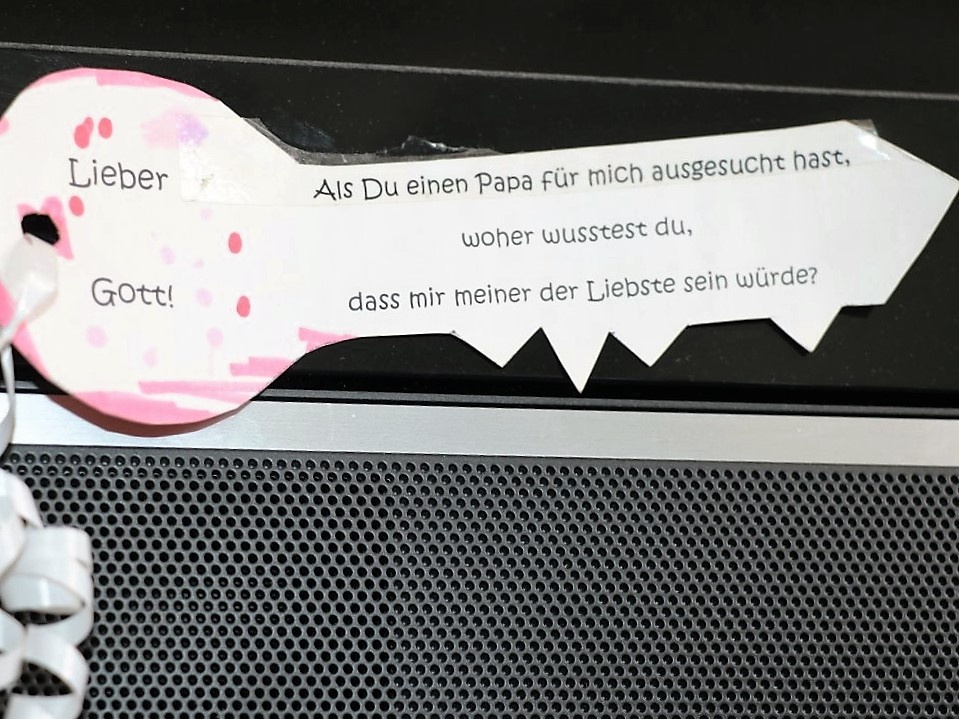 Lieber
Gott!
Als Du einen Papa für mich ausgesucht hast,
woher wusstest du,
dass mir meiner der Liebste sein würde?